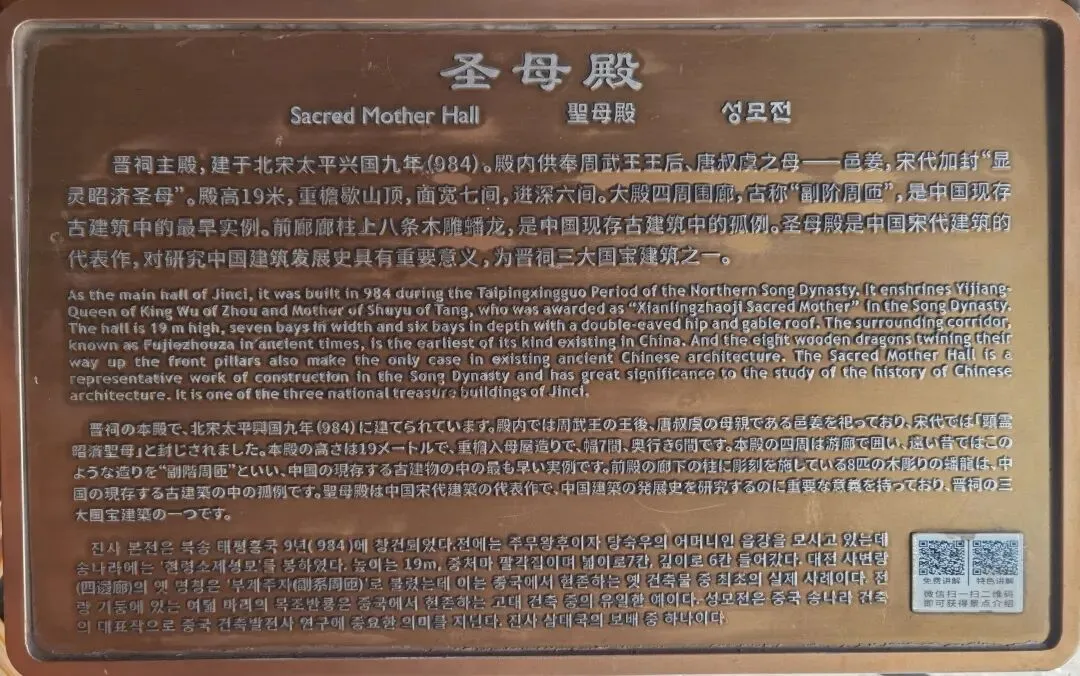 圣母殿
Sacred Mother Hall 聖母殿 성모전
晋祠主殿，建于北宋太平兴国九年(984)。殿内供奉周武王王后、唐叔虞之母——邑姜，宋代加封“显
灵昭济圣母”。殿高19米，重檐歇山顶，面宽七间，进深六间。大殿四周围廊，古称“副阶周匝”，是中国现存
古建筑中的最早实例。前廊廊柱上八条木雕蟠龙，是中国现存古建筑中的孤例。圣母殿是中国宋代建筑的
代表作，对研究中国建筑发展史具有重要意义，为晋祠三大国宝建筑之一。
As the main hall of Jinci, it was built in 984 during the Taipingxingguo Period of the Northern Song Dynasty. It enshrines Yijiang-
Queen of King Wu of Zhou and Mother of Shuyu of Tang, who was awarded as “Xianlingzhaoji Sacred Mother” in the Song Dynasty.
The hall is 19 m high, seven bays in width and six bays in depth with a double-eaved hip and gable roof. The surrounding corridor,
known as Fujiezhouza in ancient times, is the earliest of its kind existing in China. And the eight wooden dragons twining their
way up the front pillars also make the only case in existing ancient Chinese architecture. The Sacred Mother Hall is a
representative work of construction in the Song Dynasty and has great significance to the study of the history of Chinese
architecture. It is one of the three national treasure buildings of Jinci.
晋祠の本殿で、北宋太平興国九年(984)に建てられています。殿内では周武王の王後、唐叔虞の母親である邑姜を祀っており、宋代では「顕霊
昭濟聖母」と封じされました。本殿の高さは19メートルで、重檐入母屋造りで、幅7間、奥行き6間です。本殿の四周は游廊で囲い、遠い昔ではこの
ような造りを“副階周匝”といい、中国の現存する古建物の中の最も早い実例です。前殿の廊下の柱に彫刻を施している8匹の木彫りの蟠龍は、中
国の現存する古建築の中の孤例です。聖母殿は中国宋代建築の代表作で、中国建築の発展史を研究するのに重要な意義を持っており、晋祠の三
大国宝建築の一つです。
진사 본전은 북송 태평흥국 9년( 984)에 창건되었다.전에는 주무왕후이자 당숙우의 어머니인 읍강을 모시고 있는데
송나라에는 '현령소제성모'를 봉하였다. 높이는 19m, 중처마 팔각집이며 넓이로7칸, 깊이로 6칸 들어갔다. 대전 사변랑
(四邊廊)의 옛 명칭은 '부계주자(副系周匝)'로 불렸는데 이는 중국에서 현존하는 옛 건축물 중 최초의 실제 사례이다. 전
랑 기둥에 있는 여덟 마리의 목조반룡은 중국에서 현존하는 고대 건축 중의 유일한 예이다. 성모전은 중국 송나라 건축
의 대표작으로 중국 건축발전사 연구에 중요한 의미를 지닌다. 진사 삼대국의 보배 중 하나이다.
免费讲解 特色讲解
微信扫一扫二维码
即可获得景点介绍